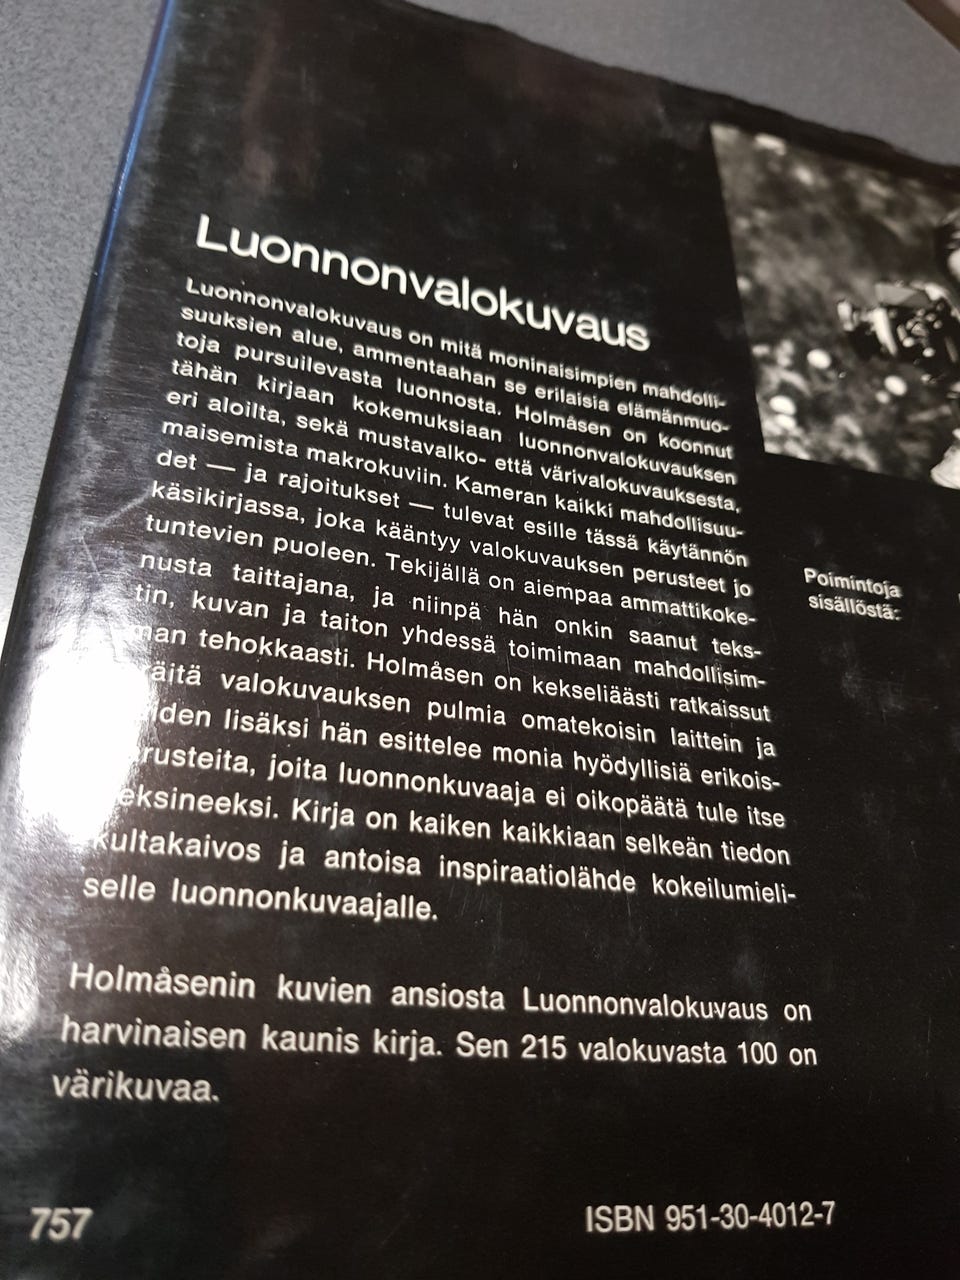 Luonnonvalokuvaus
Luonnonvalokuvaus on mitä moninaisimpien mahdolli-
suuksien alue, ammentaahan se erilaisia elämänmuo-
toja pursuilevasta luonnosta. Holmåsen on koonnut
tähän kirjaan kokemuksiaan luonnonvalokuvauksen
eri aloilta, sekä mustavalko- että värivalokuvauksesta,
maisemista makrokuviin. Kameran kaikki mahdollisuu-
det — ja rajoitukset — tulevat esille tässä käytännön
käsikirjassa, joka kääntyy valokuvauksen perusteet jo
tuntevien puoleen. Tekijällä on aiempaa ammattikoke-
nusta taittajana, ja niinpä hän onkin saanut teks-
tin, kuvan ja taiton yhdessä toimimaan mahdollisim-
man tehokkaasti. Holmåsen on kekseliäästi ratkaissut
äitä valokuvauksen pulmia omatekoisin laittein ja
iden lisäksi hän esittelee monia hyödyllisiä erikois-
rusteita, joita luonnonkuvaaja ei oikopäätä tule itse
eksineeksi. Kirja on kaiken kaikkiaan selkeän tiedon
kultakaivos ja antoisa inspiraatiolähde kokeilumieli-
selle luonnonkuvaajalle.
Holmåsenin kuvien ansiosta Luonnonvalokuvaus on
harvinaisen kaunis kirja. Sen 215 valokuvasta 100 on
värikuvaa.
Poimintoja
sisällöstä:
757
ISBN 951-30-4012-7